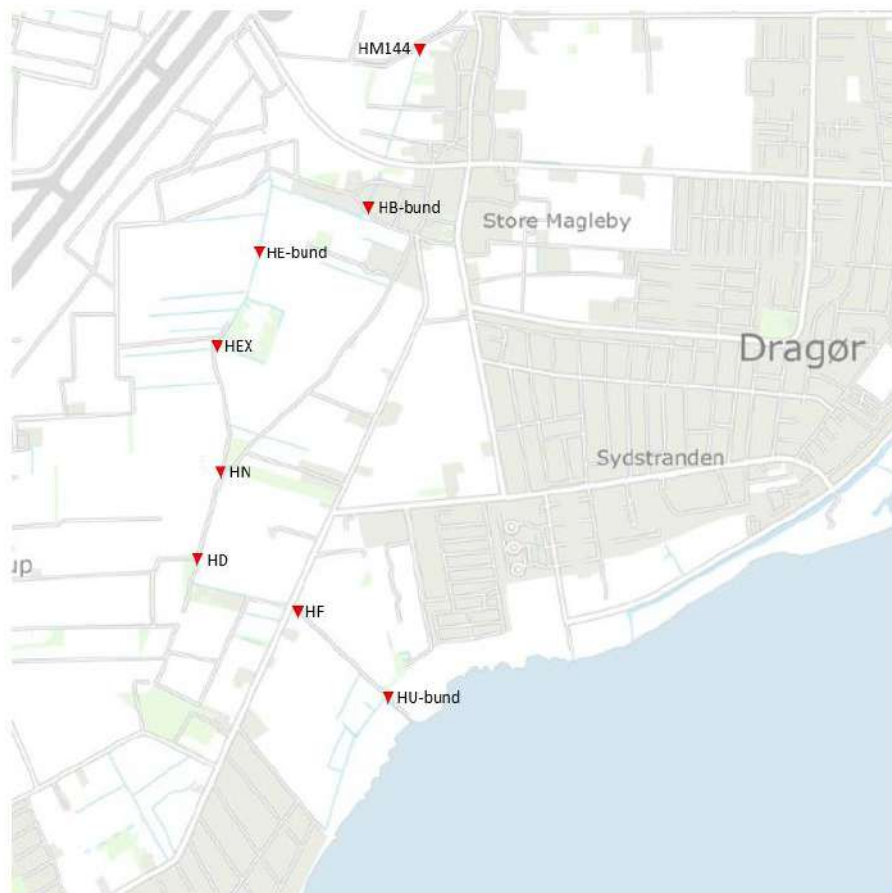 HM144
HB-bund
Store Magleby
HE-bund
HEX
Dragør
Sydstranden
HN
HD
up
HF
HU-bund